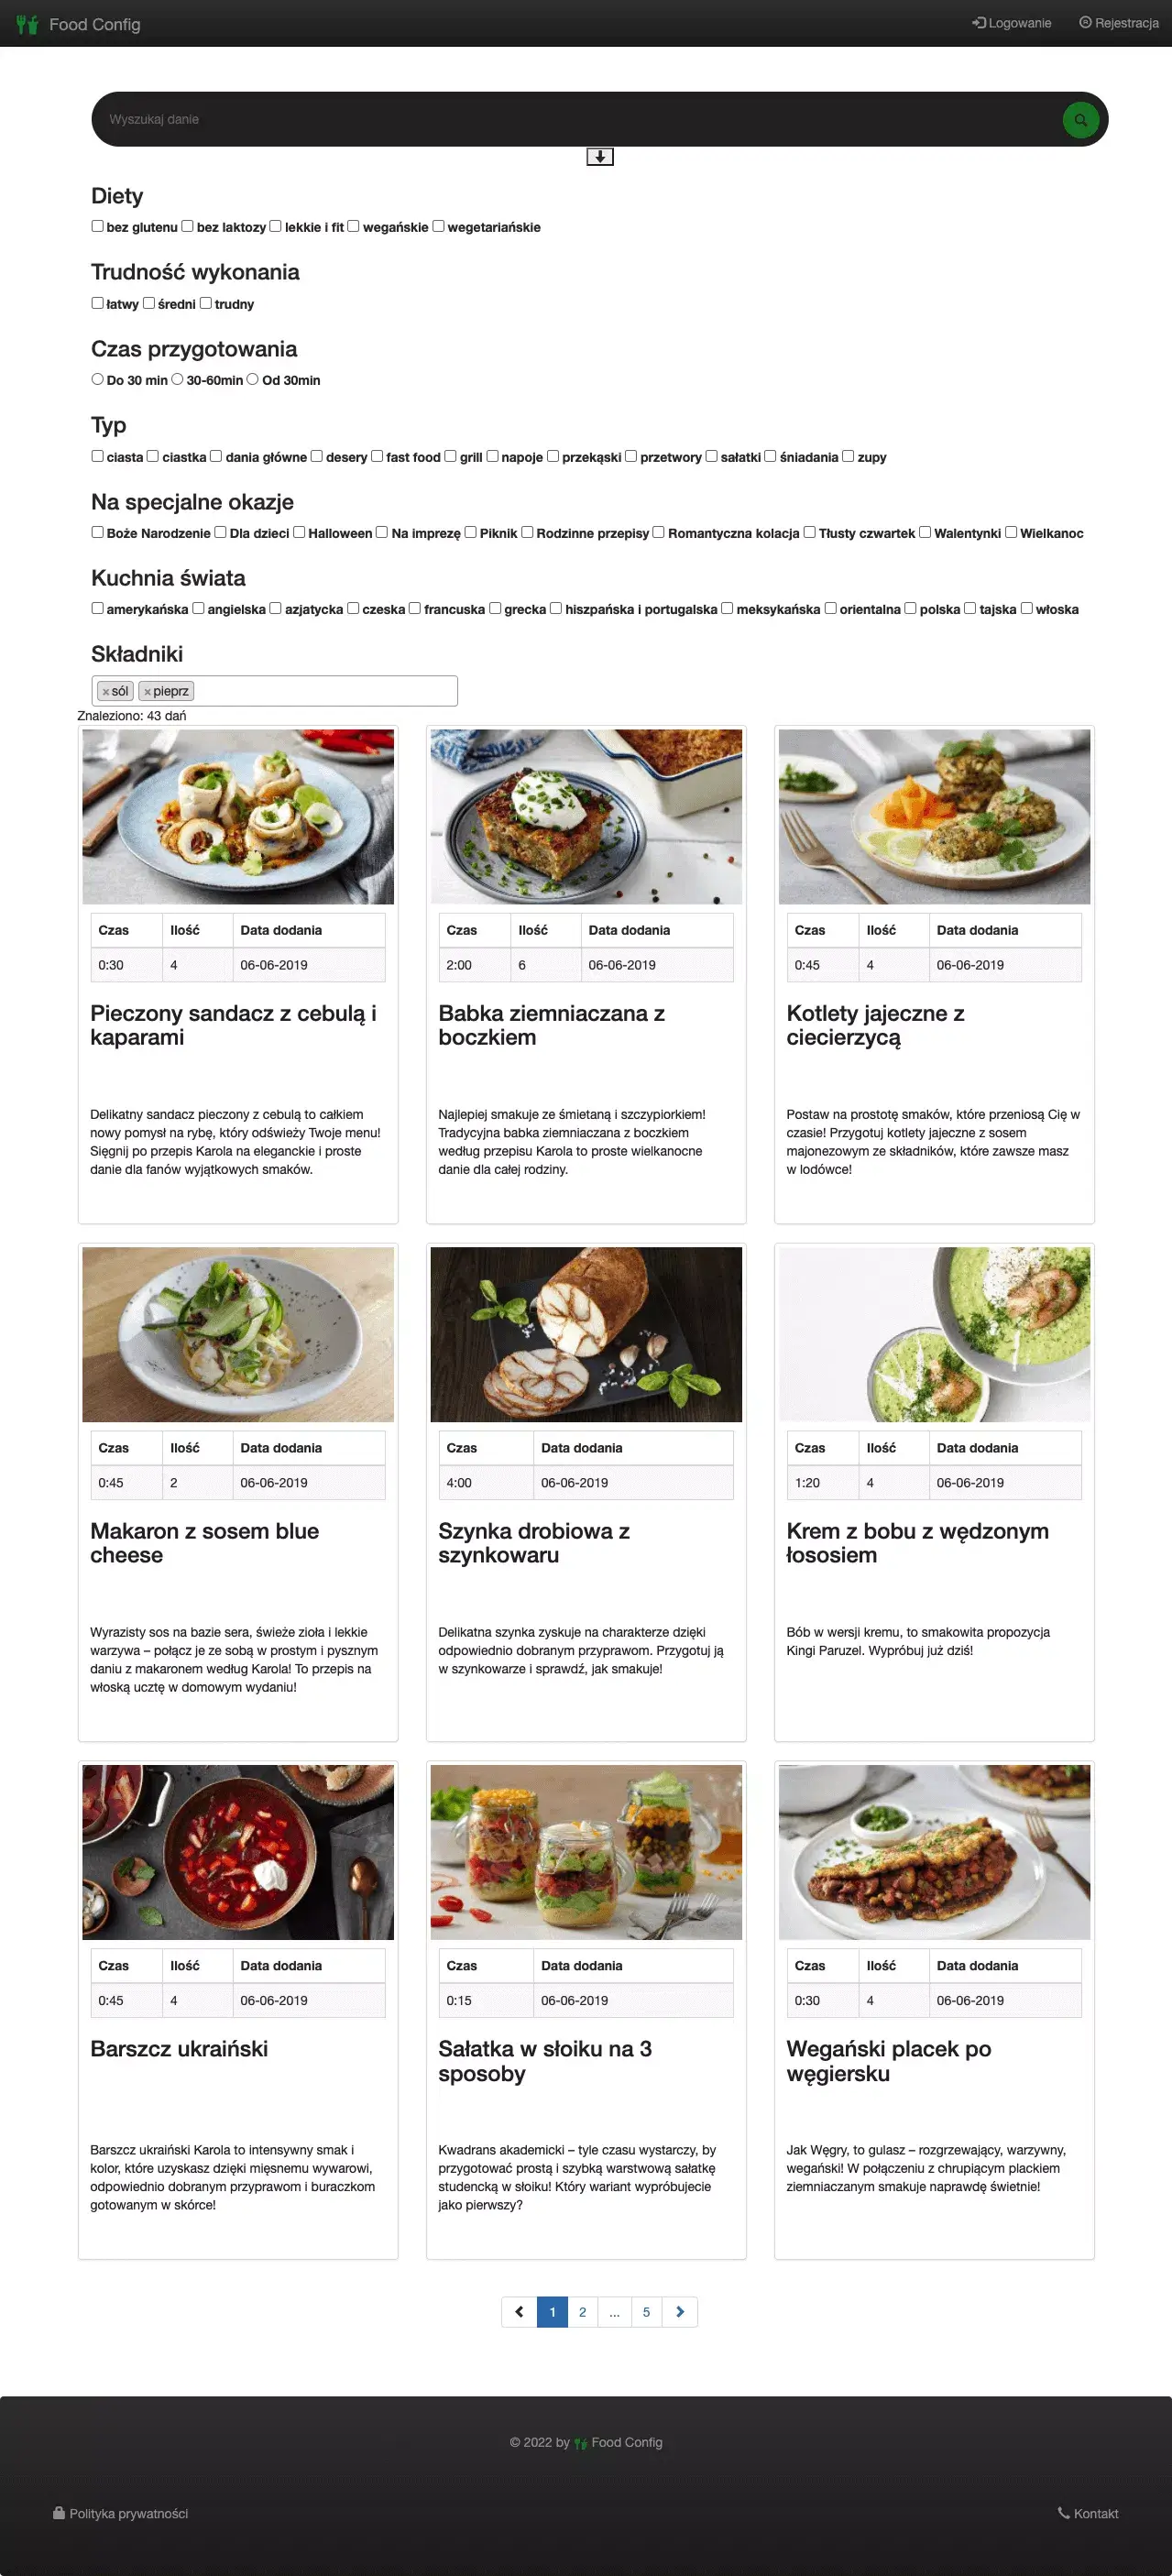 Food Config
Logowanie
Rejestracja
Wyszukaj danie
Diety
bez glutenu bez laktozy lekkie i fit wegańskie wegetariańskie
Trudność wykonania
łatwy średni trudny
Czas przygotowania
Do 30 min 30-60min Od 30min
Typ
ciasta ciastka dania główne desery fast food grill napoje przekąski przetwory sałatki śniadania zupy
Na specjalne okazje
Boże Narodzenie Dla dzieci Halloween Na imprezę Piknik Rodzinne przepisy Romantyczna kolacja Tłusty czwartek Walentynki Wielkanoc
Kuchnia świata
amerykańska angielska azjatycka czeska francuska grecka hiszpańska i portugalska meksykańska orientalna polska tajska włoska
Składniki
×sól ×pieprz
Znaleziono: 43 dań
Czas Ilość Data dodania
0:30 4 06-06-2019
Pieczony sandacz z cebulą i
kaparami
Delikatny sandacz pieczony z cebulą to całkiem
nowy pomysł na rybę, który odświeży Twoje menu!
Sięgnij po przepis Karola na eleganckie i proste
danie dla fanów wyjątkowych smaków.
Czas Ilość Data dodania
2:00 6 06-06-2019
Babka ziemniaczana z
boczkiem
Najlepiej smakuje ze śmietaną i szczypiorkiem!
Tradycyjna babka ziemniaczana z boczkiem
według przepisu Karola to proste wielkanocne
danie dla całej rodziny.
Czas Ilość Data dodania
0:45 4 06-06-2019
Kotlety jajeczne z
ciecierzycą
Postaw na prostotę smaków, które przeniosą Cię w
czasie! Przygotuj kotlety jajeczne z sosem
majonezowym ze składników, które zawsze masz
w lodówce!
Czas Ilość Data dodania
0:45 2 06-06-2019
Makaron z sosem blue
cheese
Wyrazisty sos na bazie sera, świeże zioła i lekkie
warzywa – połącz je ze sobą w prostym i pysznym
daniu z makaronem według Karola! To przepis na
włoską ucztę w domowym wydaniu!
Czas Data dodania
4:00 06-06-2019
Szynka drobiowa z
szynkowaru
Delikatna szynka zyskuje na charakterze dzięki
odpowiednio dobranym przyprawom. Przygotuj ją
w szynkowarze i sprawdź, jak smakuje!
Czas Ilość Data dodania
1:20 4 06-06-2019
Krem z bobu z wędzonym
łososiem
Bób w wersji kremu, to smakowita propozycja
Kingi Paruzel. Wypróbuj już dziś!
Czas Ilość Data dodania
0:45 4 06-06-2019
Barszcz ukraiński
Barszcz ukraiński Karola to intensywny smak i
kolor, które uzyskasz dzięki mięsnemu wywarowi,
odpowiednio dobranym przyprawom i buraczkom
gotowanym w skórce!
Czas Data dodania
0:15 06-06-2019
Sałatka w słoiku na 3
sposoby
Kwadrans akademicki – tyle czasu wystarczy, by
przygotować prostą i szybką warstwową sałatkę
studencką w słoiku! Który wariant wypróbujecie
jako pierwszy?
Czas Ilość Data dodania
0:30 4 06-06-2019
Wegański placek po
węgiersku
Jak Węgry, to gulasz – rozgrzewający, warzywny,
wegański! W połączeniu z chrupiącym plackiem
ziemniaczanym smakuje naprawdę świetnie!
1 2 ... 5
© 2022 by Food Config
Polityka prywatności
Kontakt